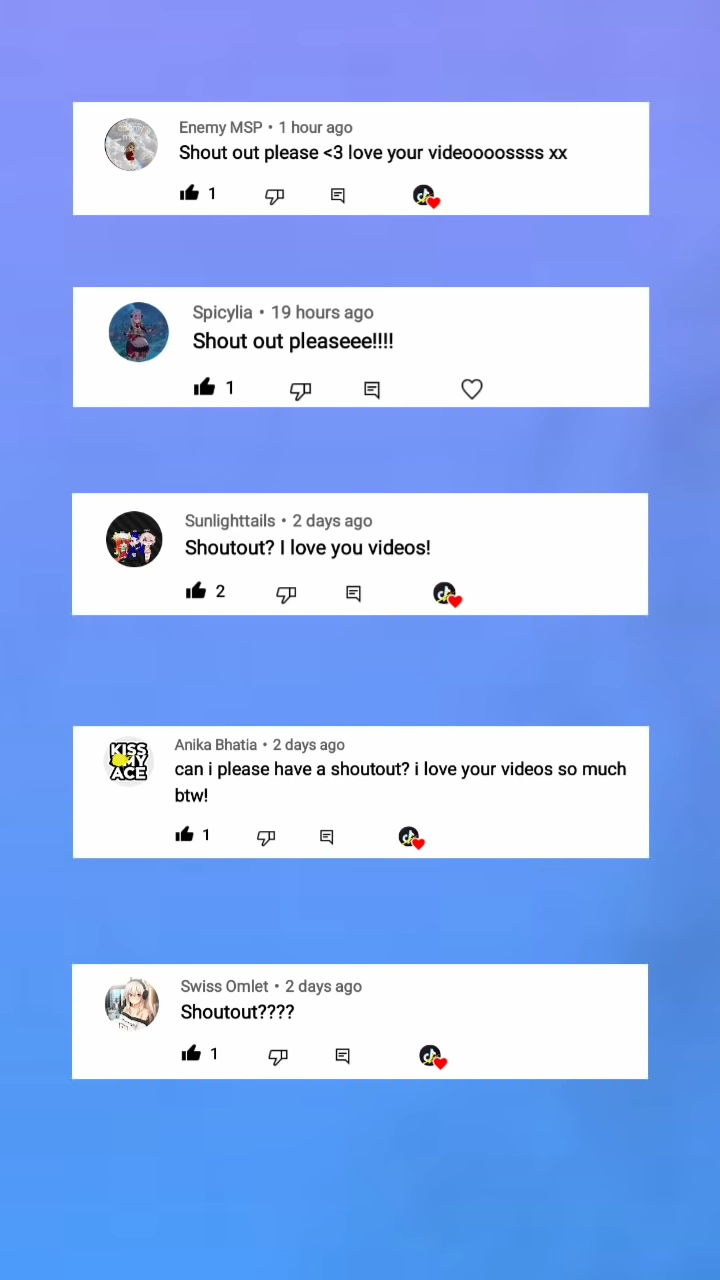 Enemy MSP • 1 hour ago
Shout out please <3 love your videoooossss xx
1
Spicylia • 19 hours ago
Shout out pleaseee!!!!
1
Sunlighttails • 2 days ago
Shoutout? I love you videos!
2
KISS
MY
ACE
Anika Bhatia • 2 days ago
can i please have a shoutout? i love your videos so much
btw!
1
Swiss Omlet • 2 days ago
Shoutout????
1